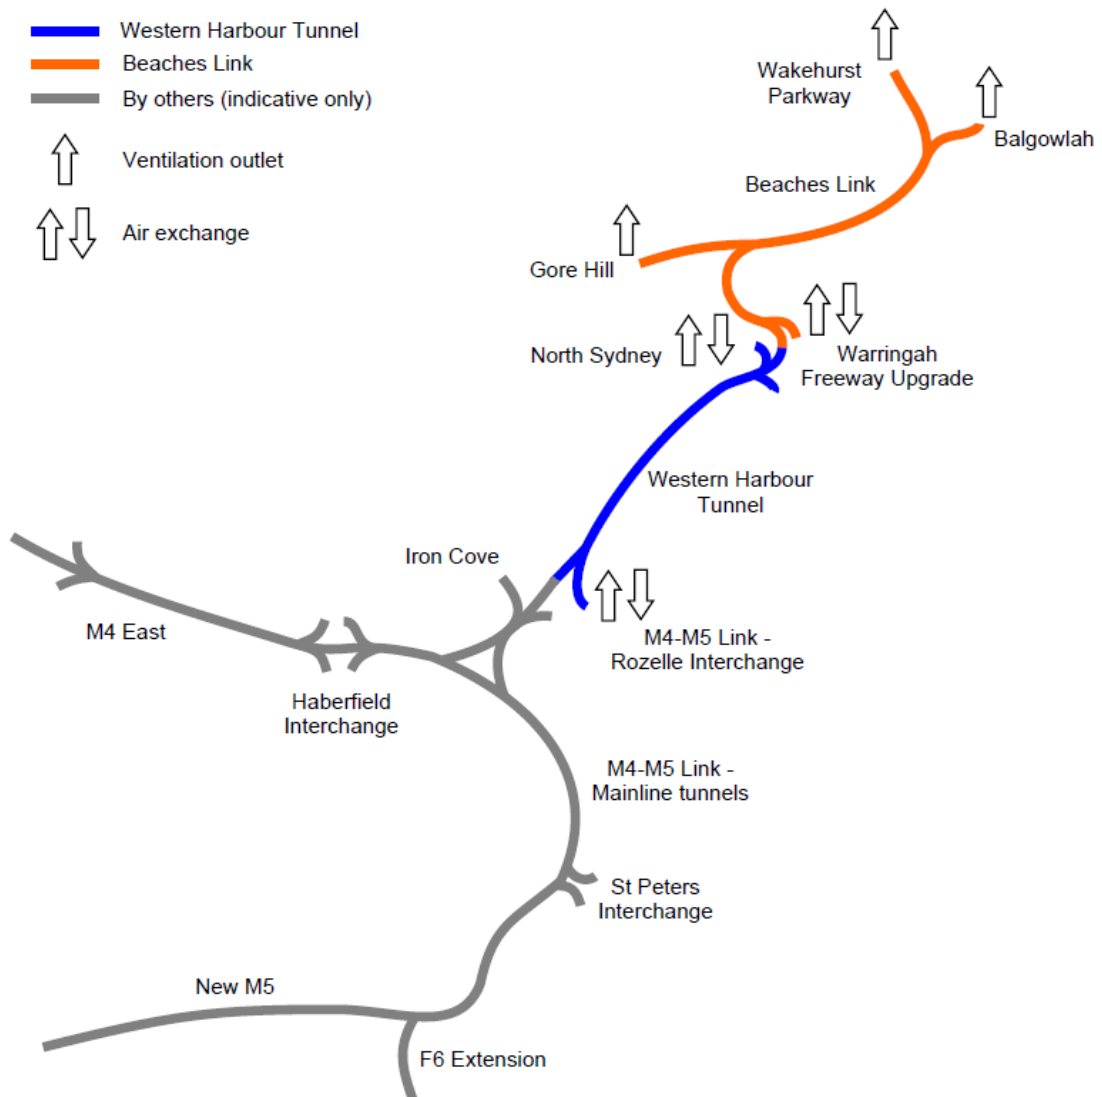 Western Harbour Tunnel
Beaches Link
By others (indicative only)
Ventilation outlet
Air exchange
Wakehurst
Parkway
Balgowlah
Beaches Link
Gore Hill
North Sydney
Warringah
Freeway Upgrade
Western Harbour
Tunnel
Iron Cove
M4 East
M4-M5 Link -
Rozelle Interchange
Haberfield
Interchange
M4-M5 Link -
Mainline tunnels
St Peters
Interchange
New M5
F6 Extension